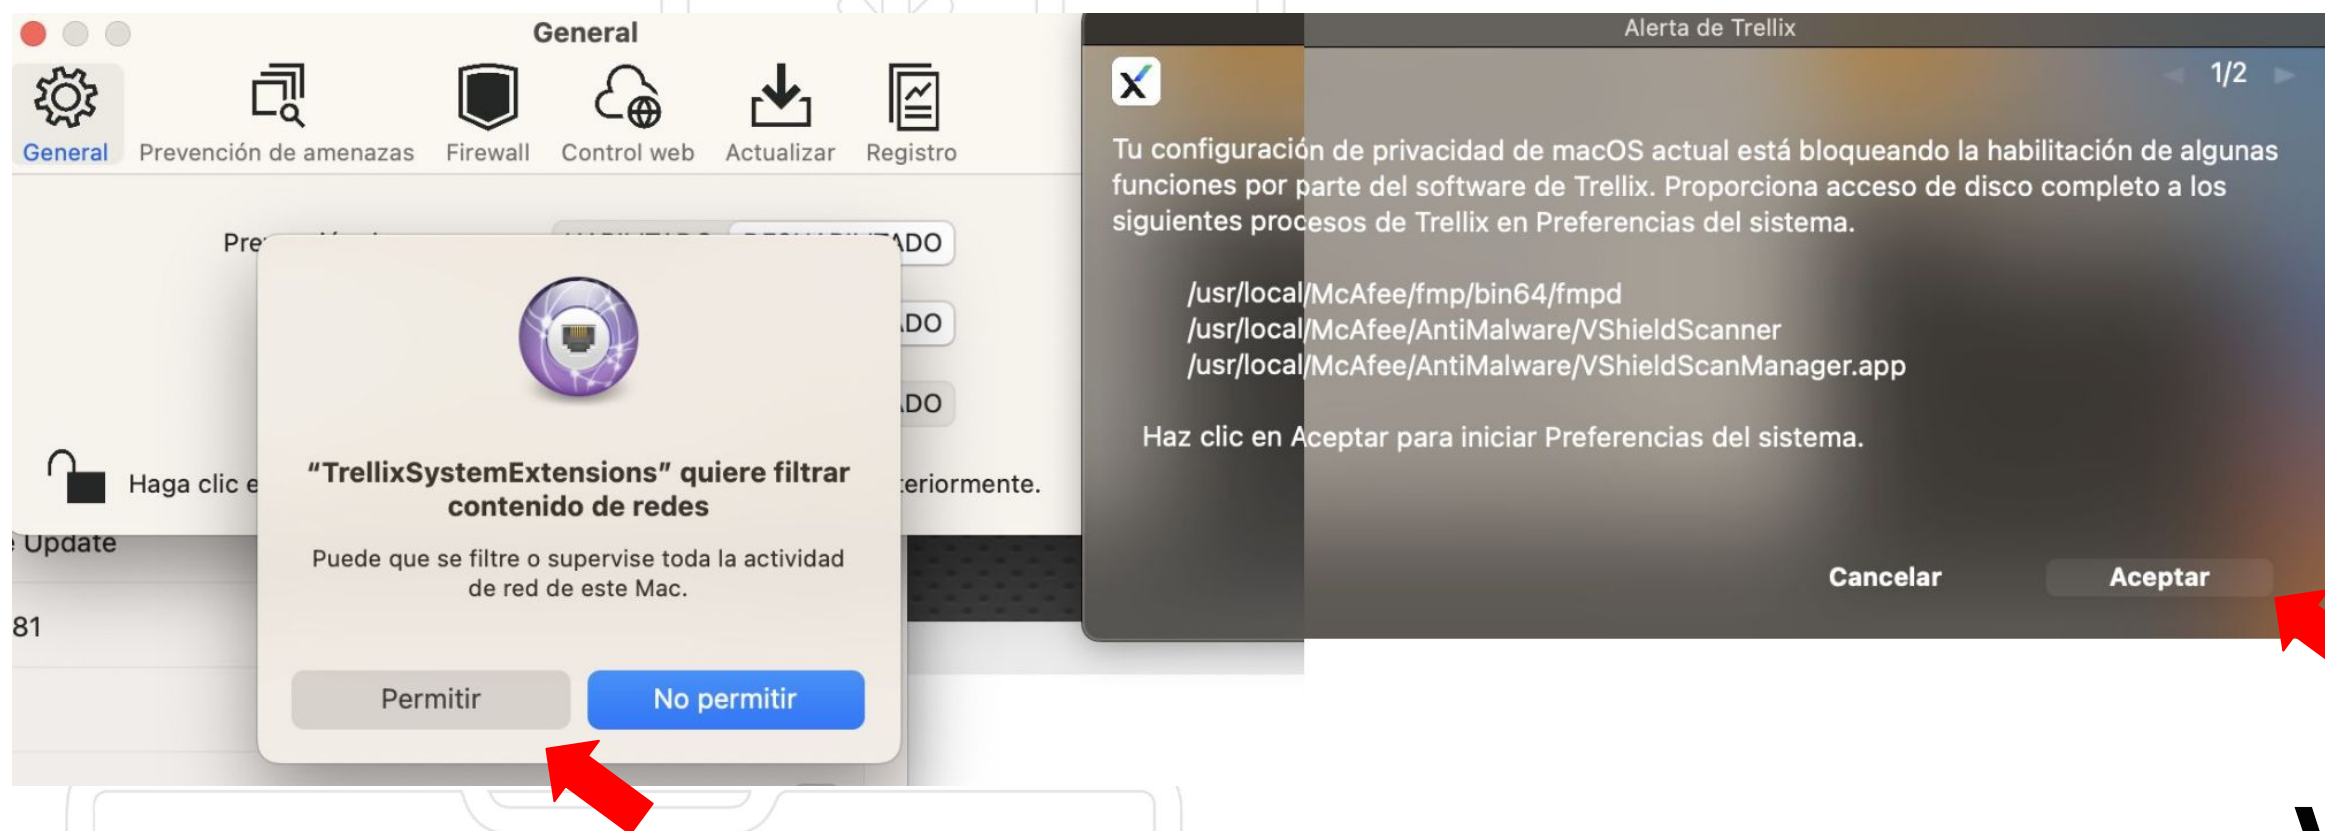 General
General
Prevención de amenazas
Firewall
Control web
Actualizar
Registro
ADO
DO
ADO
Haga clic e
teriormente.
Update
81
“TrellixSystemExtensions” quiere filtrar
contenido de redes
Puede que se filtre o supervise toda la actividad
de red de este Mac.
Permitir
No permitir
Alerta de Trellix
1/2
Tu configuración de privacidad de macOS actual está bloqueando la habilitación de algunas
funciones por parte del software de Trellix. Proporciona acceso de disco completo a los
siguientes procesos de Trellix en Preferencias del sistema.
/usr/local/McAfee/fmp/bin64/fmpd
/usr/local/McAfee/AntiMalware/VShieldScanner
/usr/local/McAfee/AntiMalware/VShieldScanManager.app
Haz clic en Aceptar para iniciar Preferencias del sistema.
Cancelar
Aceptar